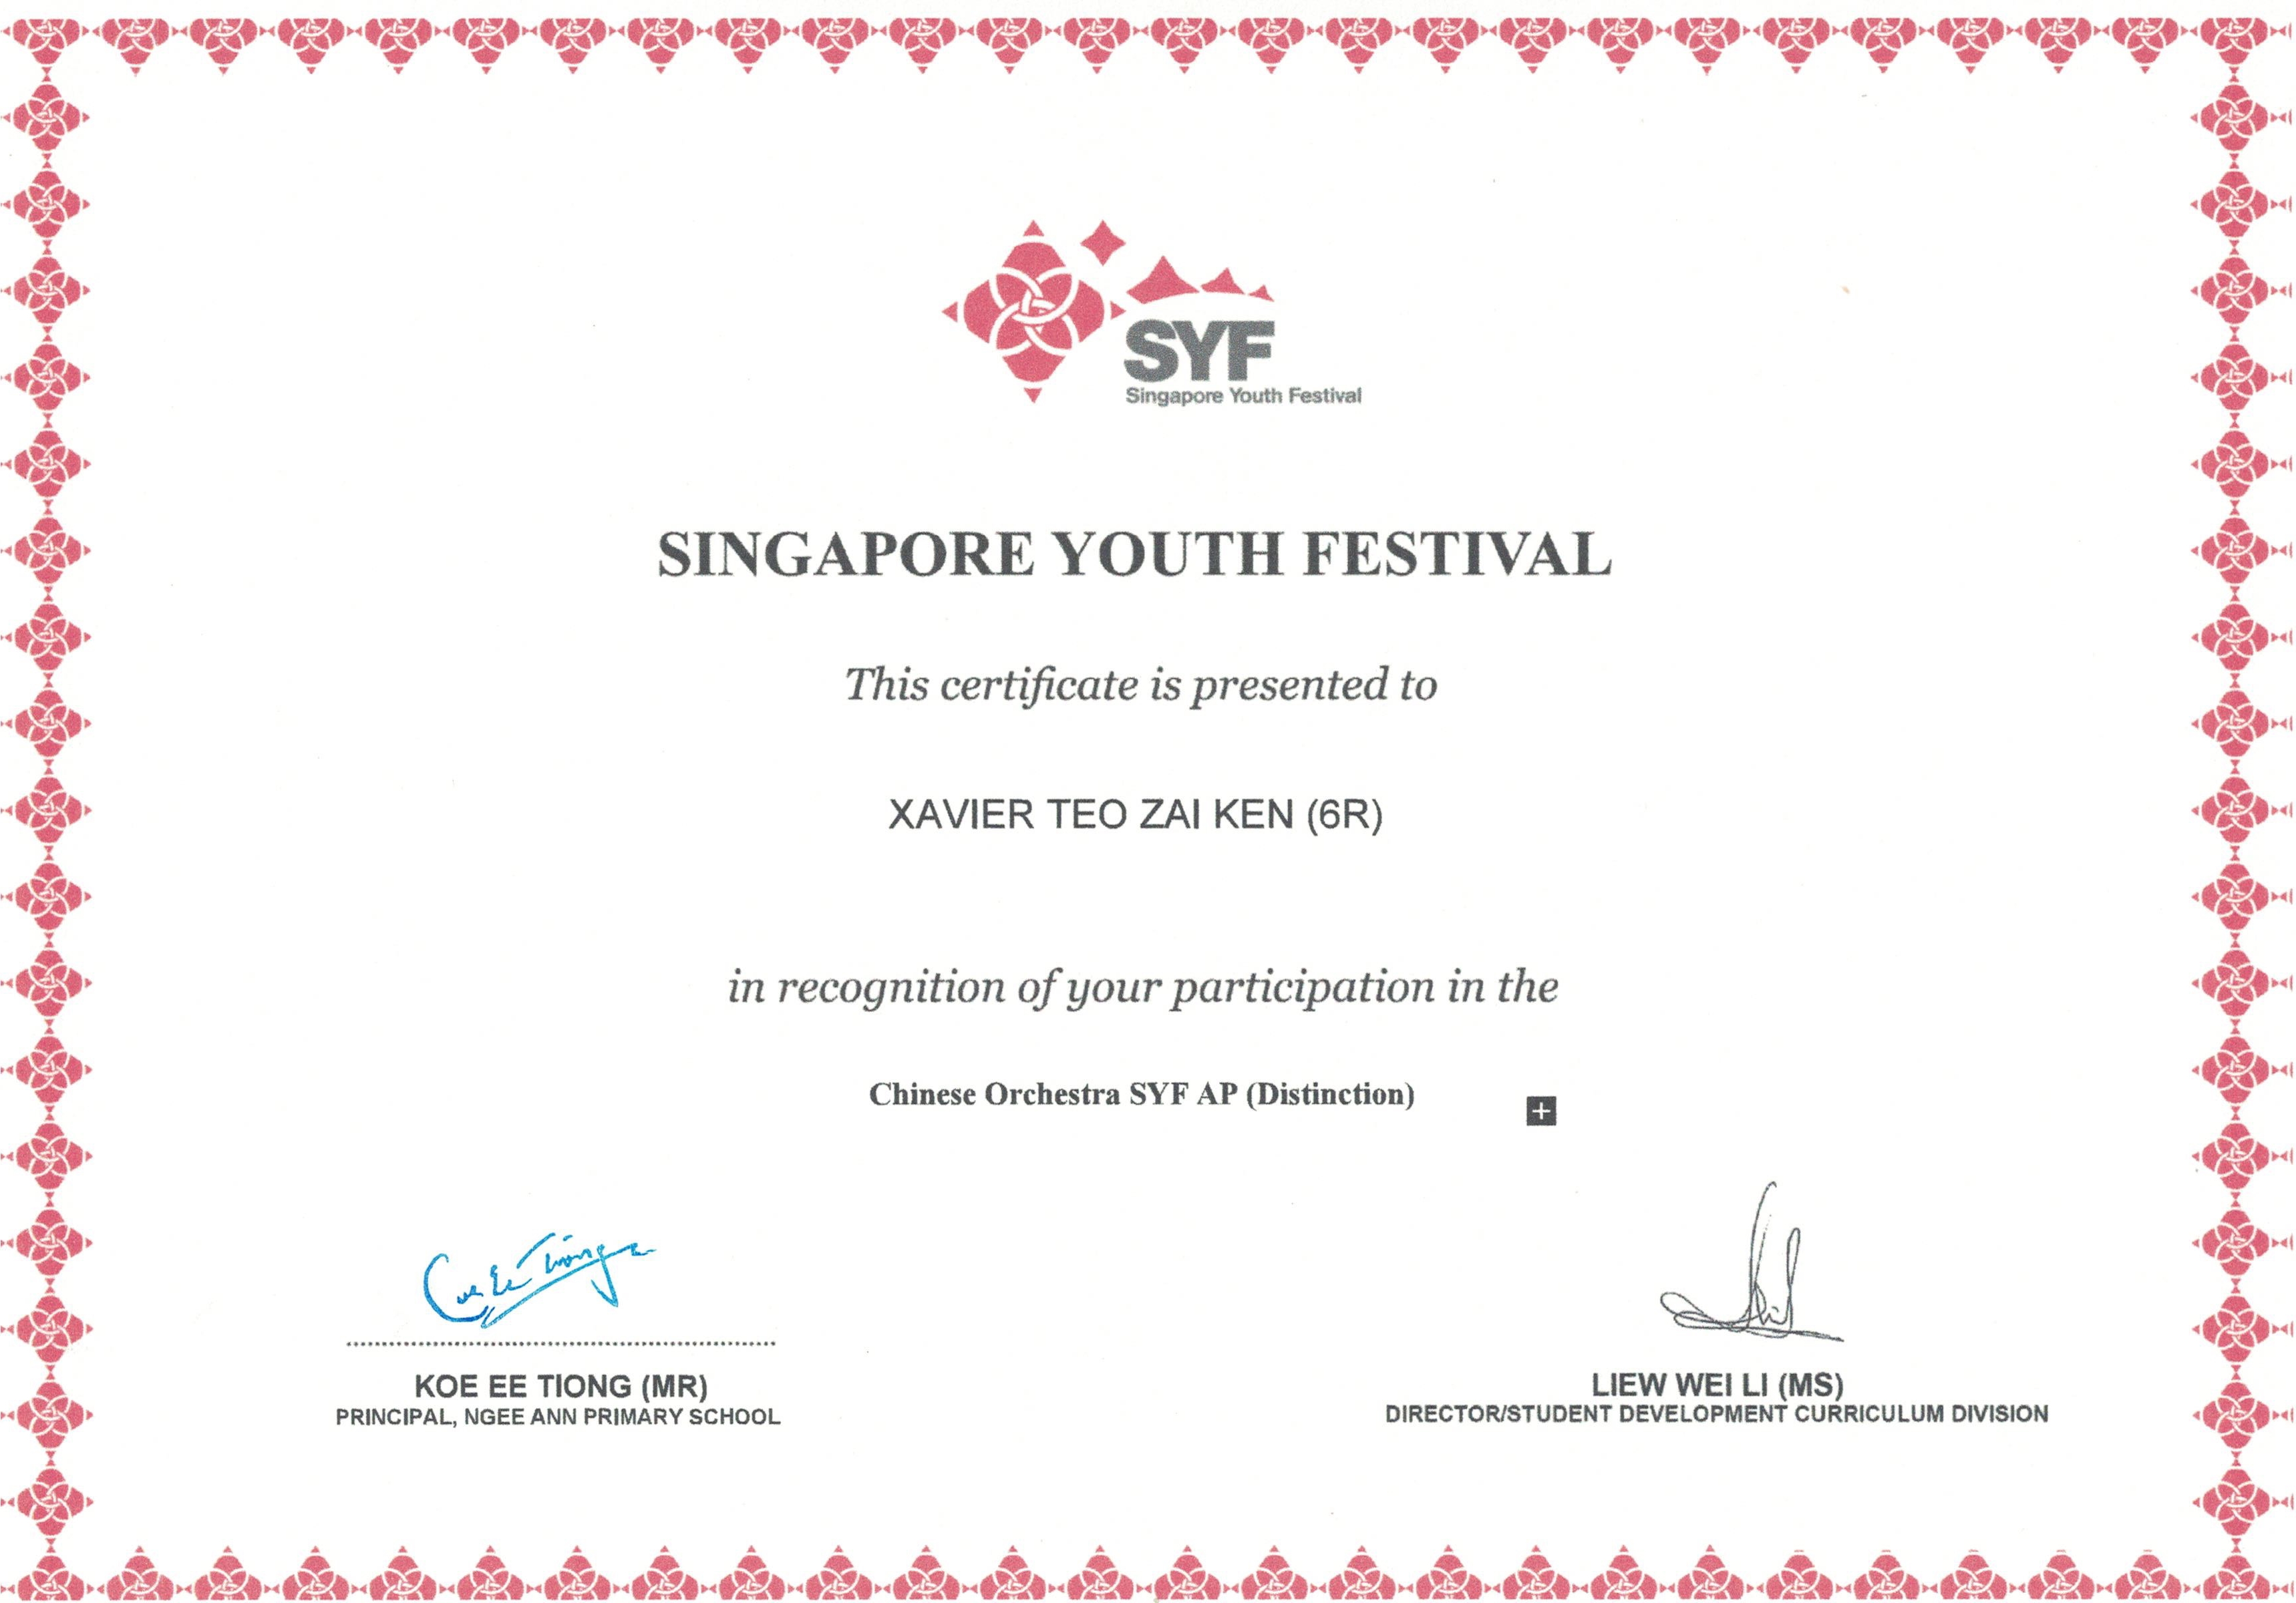 SYF
Singapore Youth Festival
SINGAPORE YOUTH FESTIVAL
This certificate is presented to
XAVIER TEO ZAI KEN (6R)
in recognition of your participation in the
Chinese Orchestra SYF AP (Distinction)
+
Koe Ee Tiong
KOE EE TIONG (MR)
PRINCIPAL, NGEE ANN PRIMARY SCHOOL
LIEW WEI LI (MS)
DIRECTOR/STUDENT DEVELOPMENT CURRICULUM DIVISION